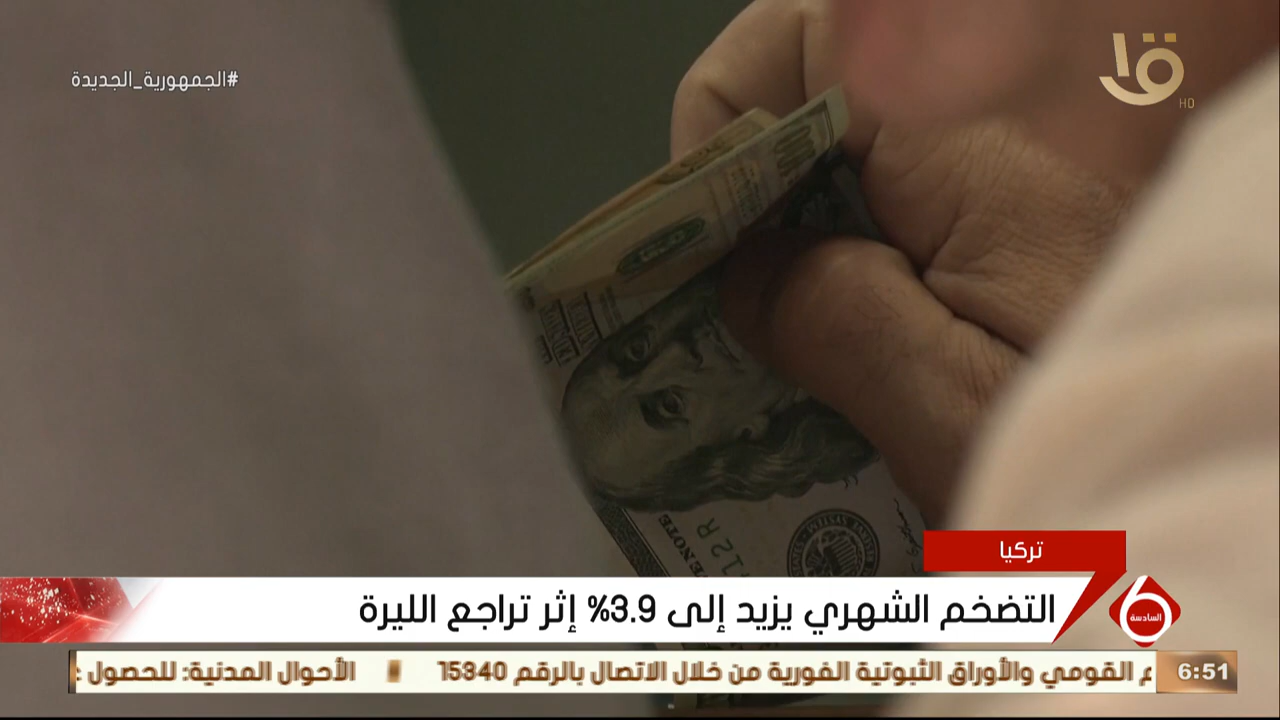 #الجمهورية_الجديدة
HD
تركيا
التضخم الشهري يزيد إلى 3.9% إثر تراجع الليرة
السادسة
القومي والأوراق الثبوتية الفورية من خلال الاتصال بالرقم 15340 الأحوال المدنية: للحصول
6:51